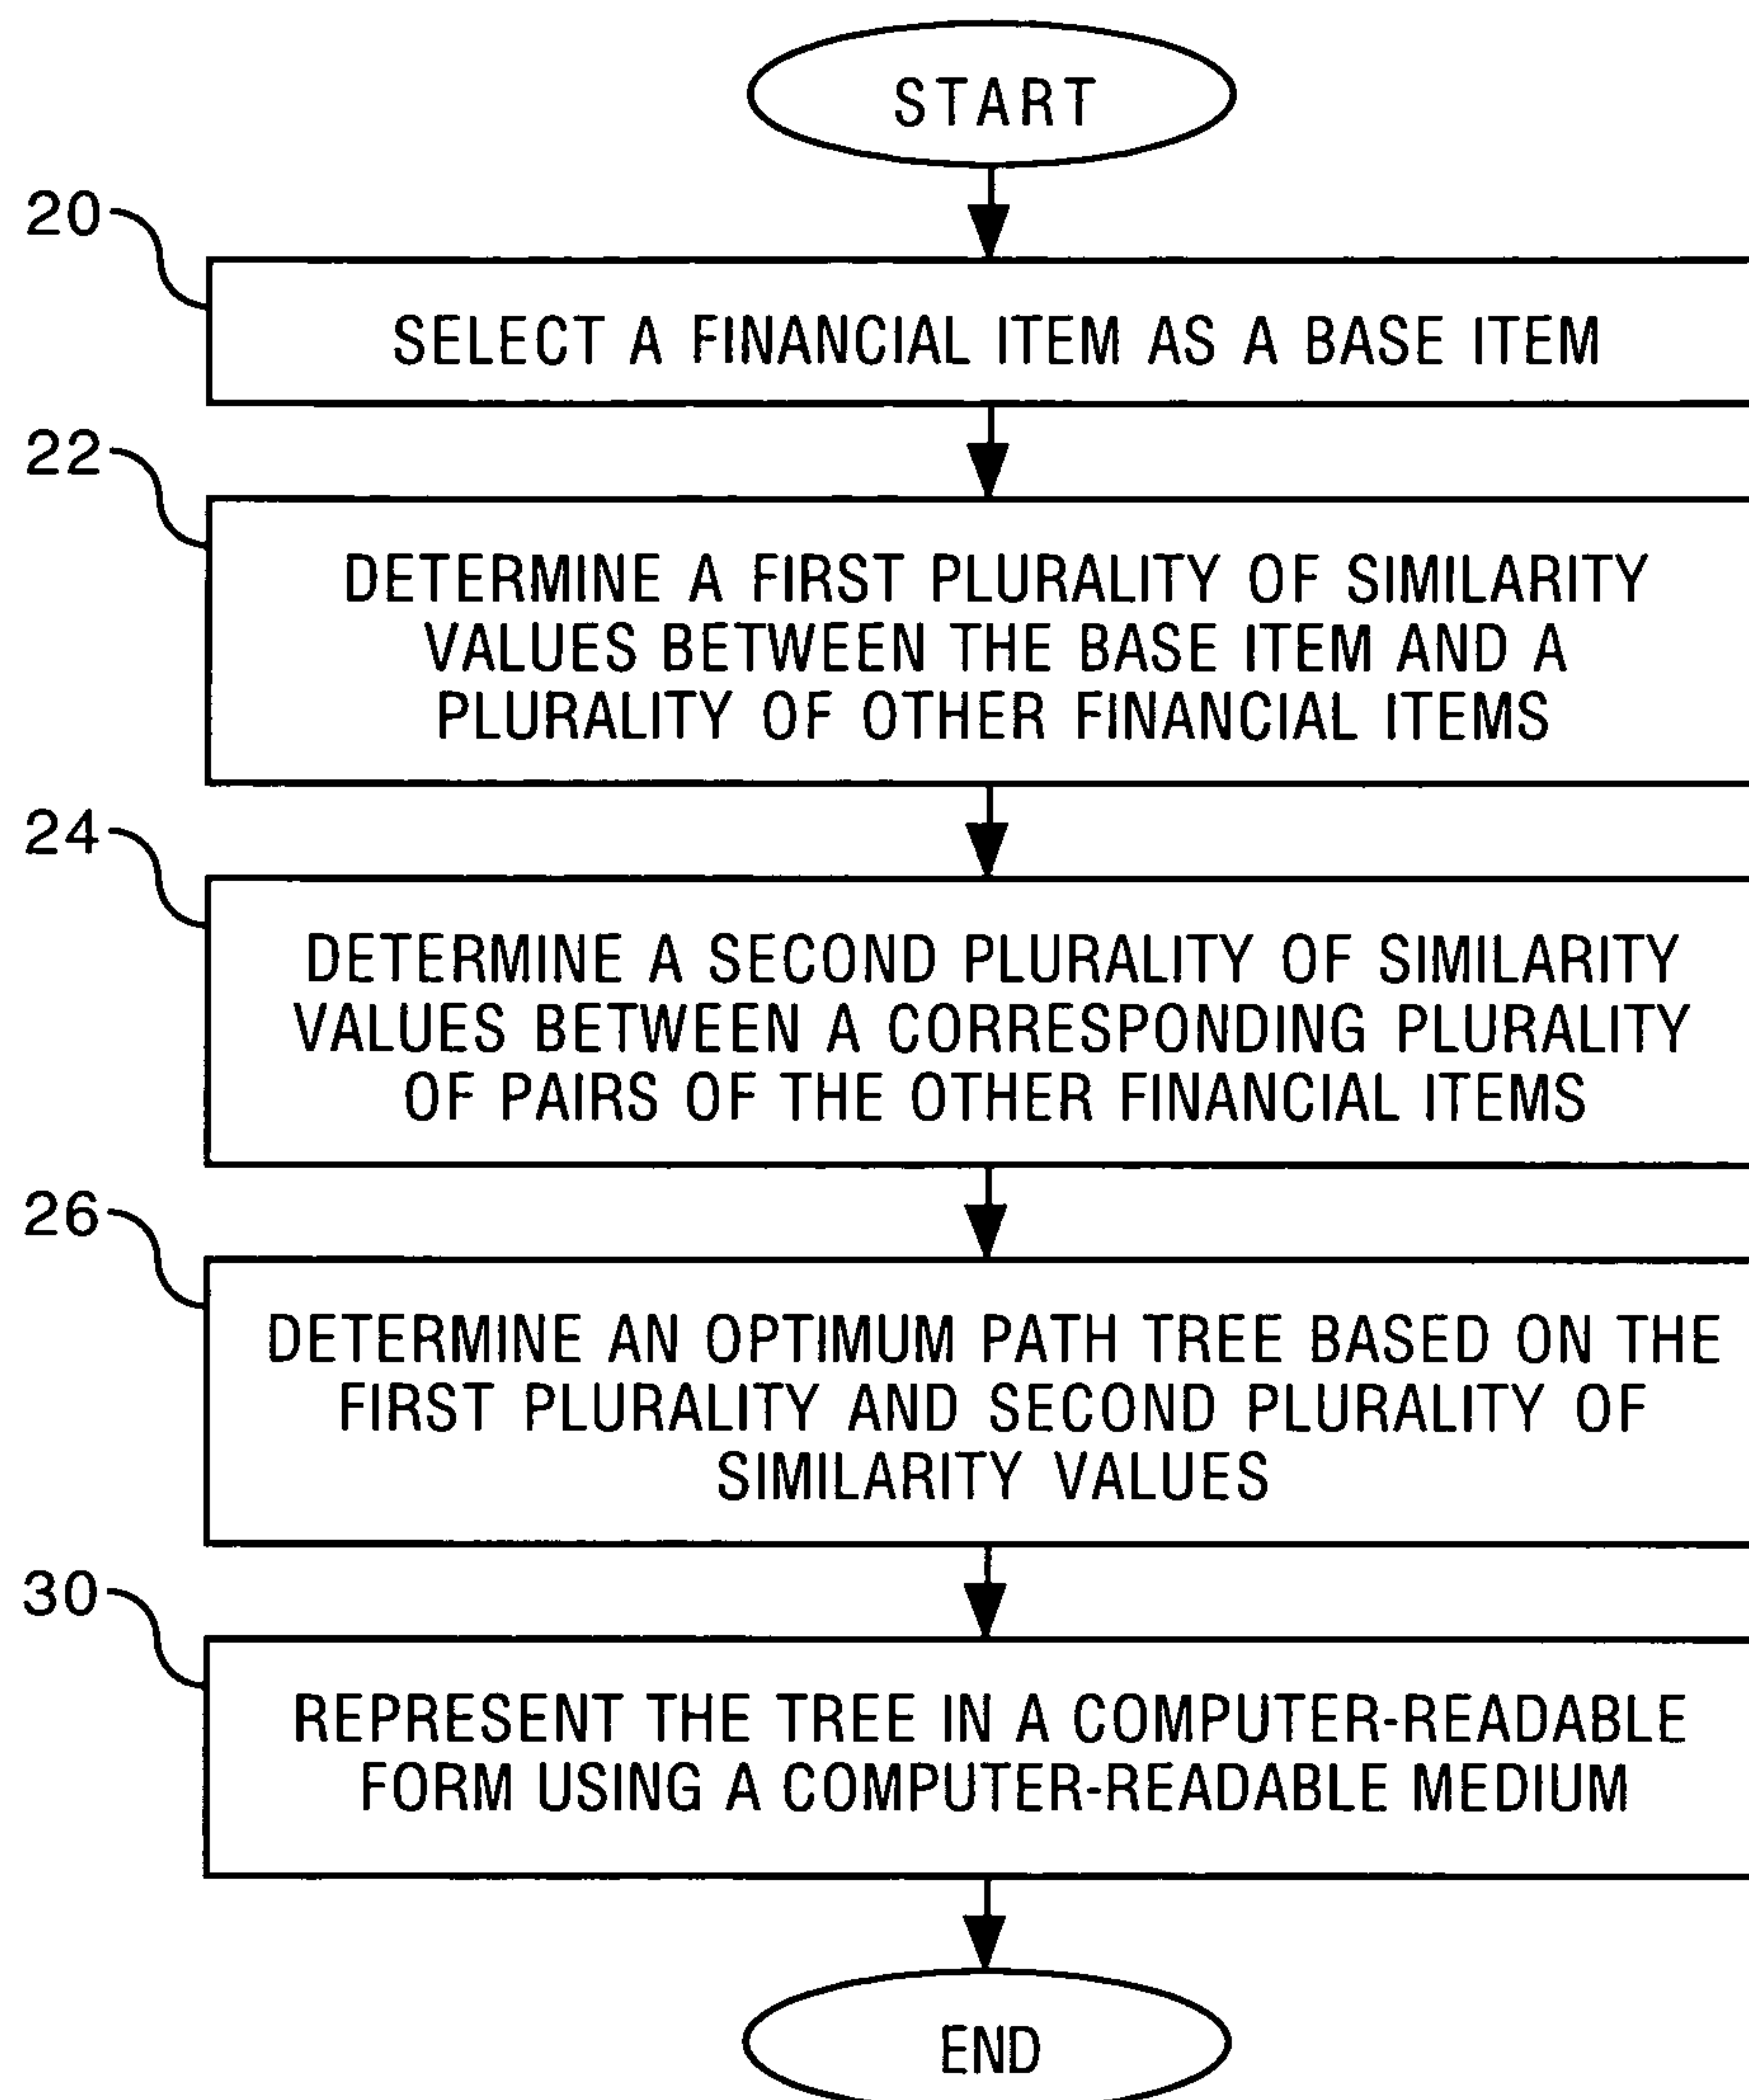 START
20
SELECT A FINANCIAL ITEM AS A BASE ITEM
22
DETERMINE A FIRST PLURALITY OF SIMILARITY
VALUES BETWEEN THE BASE ITEM AND A
PLURALITY OF OTHER FINANCIAL ITEMS
24
DETERMINE A SECOND PLURALITY OF SIMILARITY
VALUES BETWEEN A CORRESPONDING PLURALITY
OF PAIRS OF THE OTHER FINANCIAL ITEMS
26
DETERMINE AN OPTIMUM PATH TREE BASED ON THE
FIRST PLURALITY AND SECOND PLURALITY OF
SIMILARITY VALUES
30
REPRESENT THE TREE IN A COMPUTER-READABLE
FORM USING A COMPUTER-READABLE MEDIUM
END